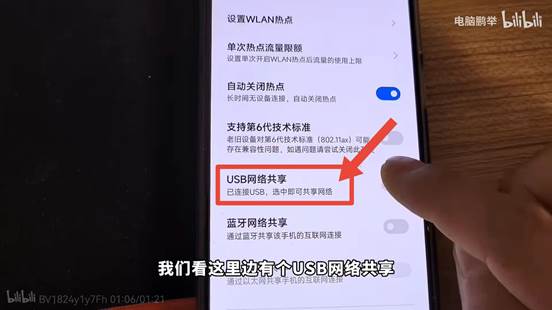 电脑鹏举 bilibili
设置WLAN热点
单次热点流量限额
设置单次开启WLAN热点后流量的使用上限
自动关闭热点
长时间无设备连接，自动关闭热点
支持第6代技术标准
老旧设备对第6代技术标准（802.11ax）可能
存在兼容性问题，如遇问题请尝试关闭此
USB网络共享
已连接USB，选中即可共享网络
蓝牙网络共享
通过蓝牙共享该手机的互联网连接
我们看这里边有个USB网络共享
通过以太网共享手机的互联网连接
bilibili BV1824y1y7Fh 01:06/01:21